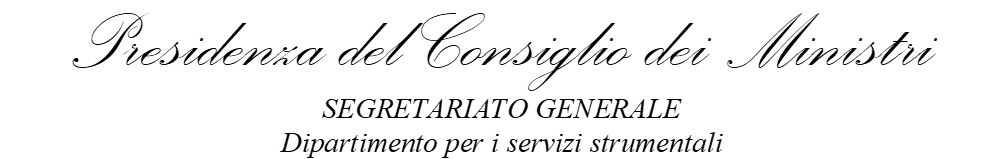 Presidenza del Consiglio dei Ministri
SEGRETARIATO GENERALE
Dipartimento per i servizi strumentali